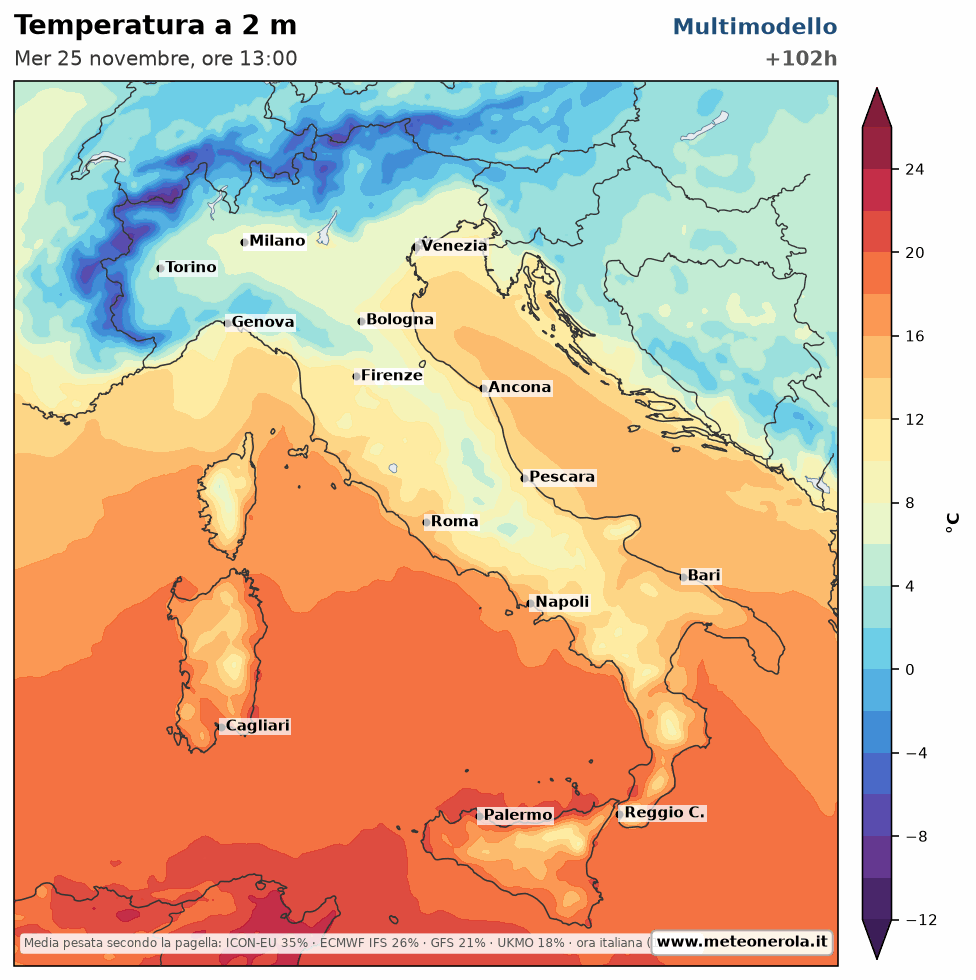 Temperatura a 2 m
Multimodello
Mer 25 novembre, ore 13:00
+102h
Milano
Venezia
Torino
Genova
Bologna
Firenze
Ancona
Pescara
Roma
Bari
Napoli
Cagliari
Palermo
Reggio C.
24
20
16
12
8
4
0
−4
−8
−12
°C
Media pesata secondo la pagella: ICON-EU 35% · ECMWF IFS 26% · GFS 21% · UKMO 18% · ora italiana (
www.meteonerola.it